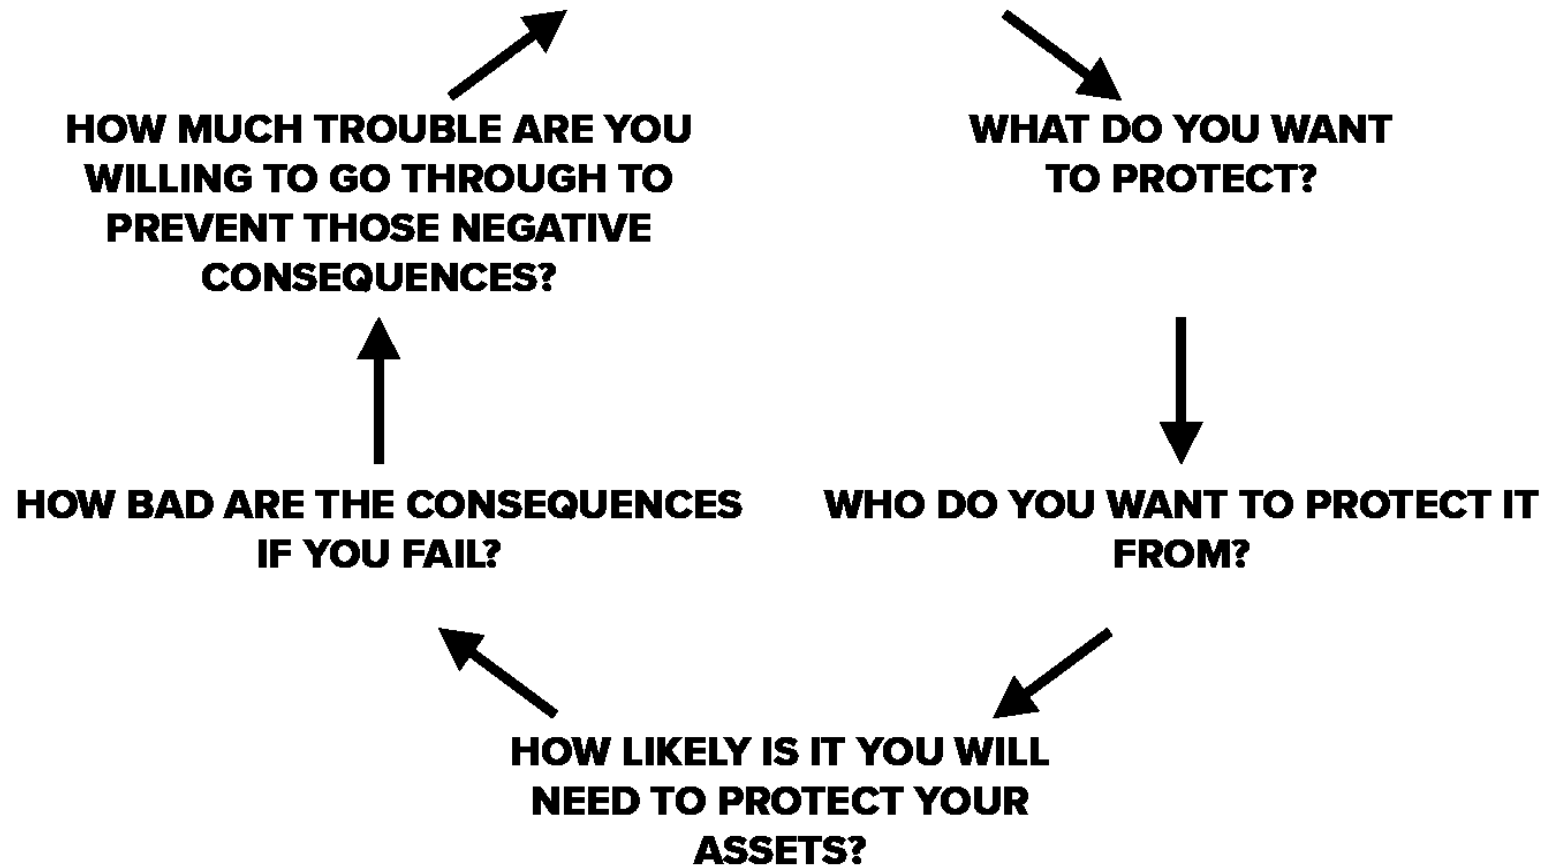 WHAT DO YOU WANT
TO PROTECT?
WHO DO YOU WANT TO PROTECT IT
FROM?
HOW LIKELY IS IT YOU WILL
NEED TO PROTECT YOUR
ASSETS?
HOW BAD ARE THE CONSEQUENCES
IF YOU FAIL?
HOW MUCH TROUBLE ARE YOU
WILLING TO GO THROUGH TO
PREVENT THOSE NEGATIVE
CONSEQUENCES?